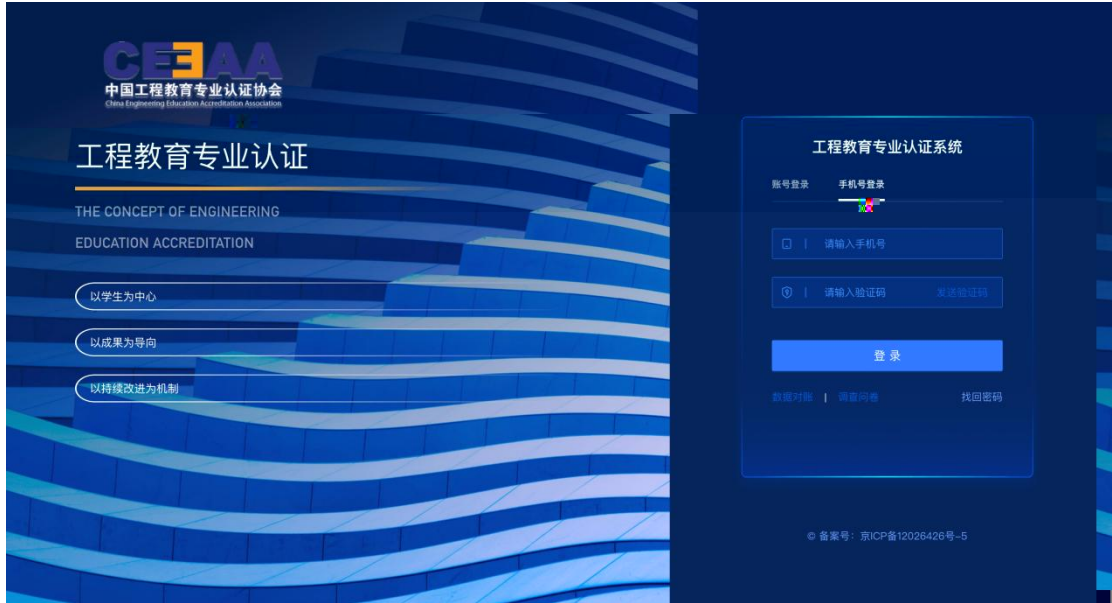 CEEAA
中国工程教育专业认证协会
China Engineering Education Accreditation Association
工程教育专业认证
THE CONCEPT OF ENGINEERING
EDUCATION ACCREDITATION
以学生为中心
以成果为导向
以持续改进为机制
工程教育专业认证系统
账号登录 手机号登录
请输入手机号
请输入验证码 发送验证码
登录
数据对账 | 调查问卷 找回密码
© 备案号：京ICP备12026426号-5